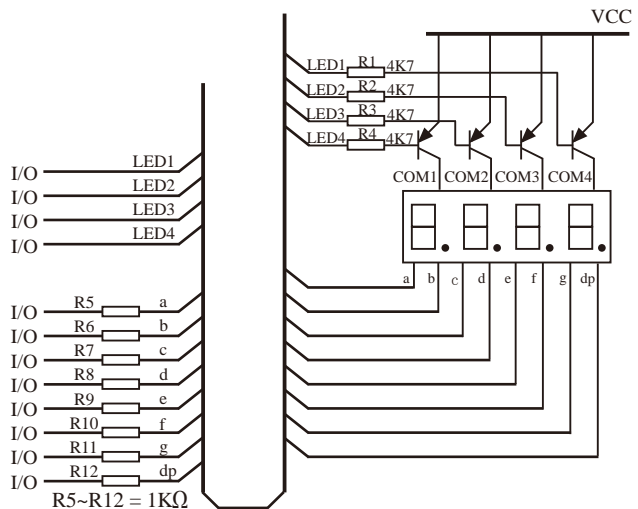 VCC
LED1 R1 4K7
LED2 R2 4K7
LED3 R3 4K7
LED4 R4 4K7
COM1 COM2 COM3 COM4
I/O LED1
I/O LED2
I/O LED3
I/O LED4
a b c d e f g dp
I/O R5 a
I/O R6 b
I/O R7 c
I/O R8 d
I/O R9 e
I/O R10 f
I/O R11 g
I/O R12 dp
R5~R12 = 1KΩ